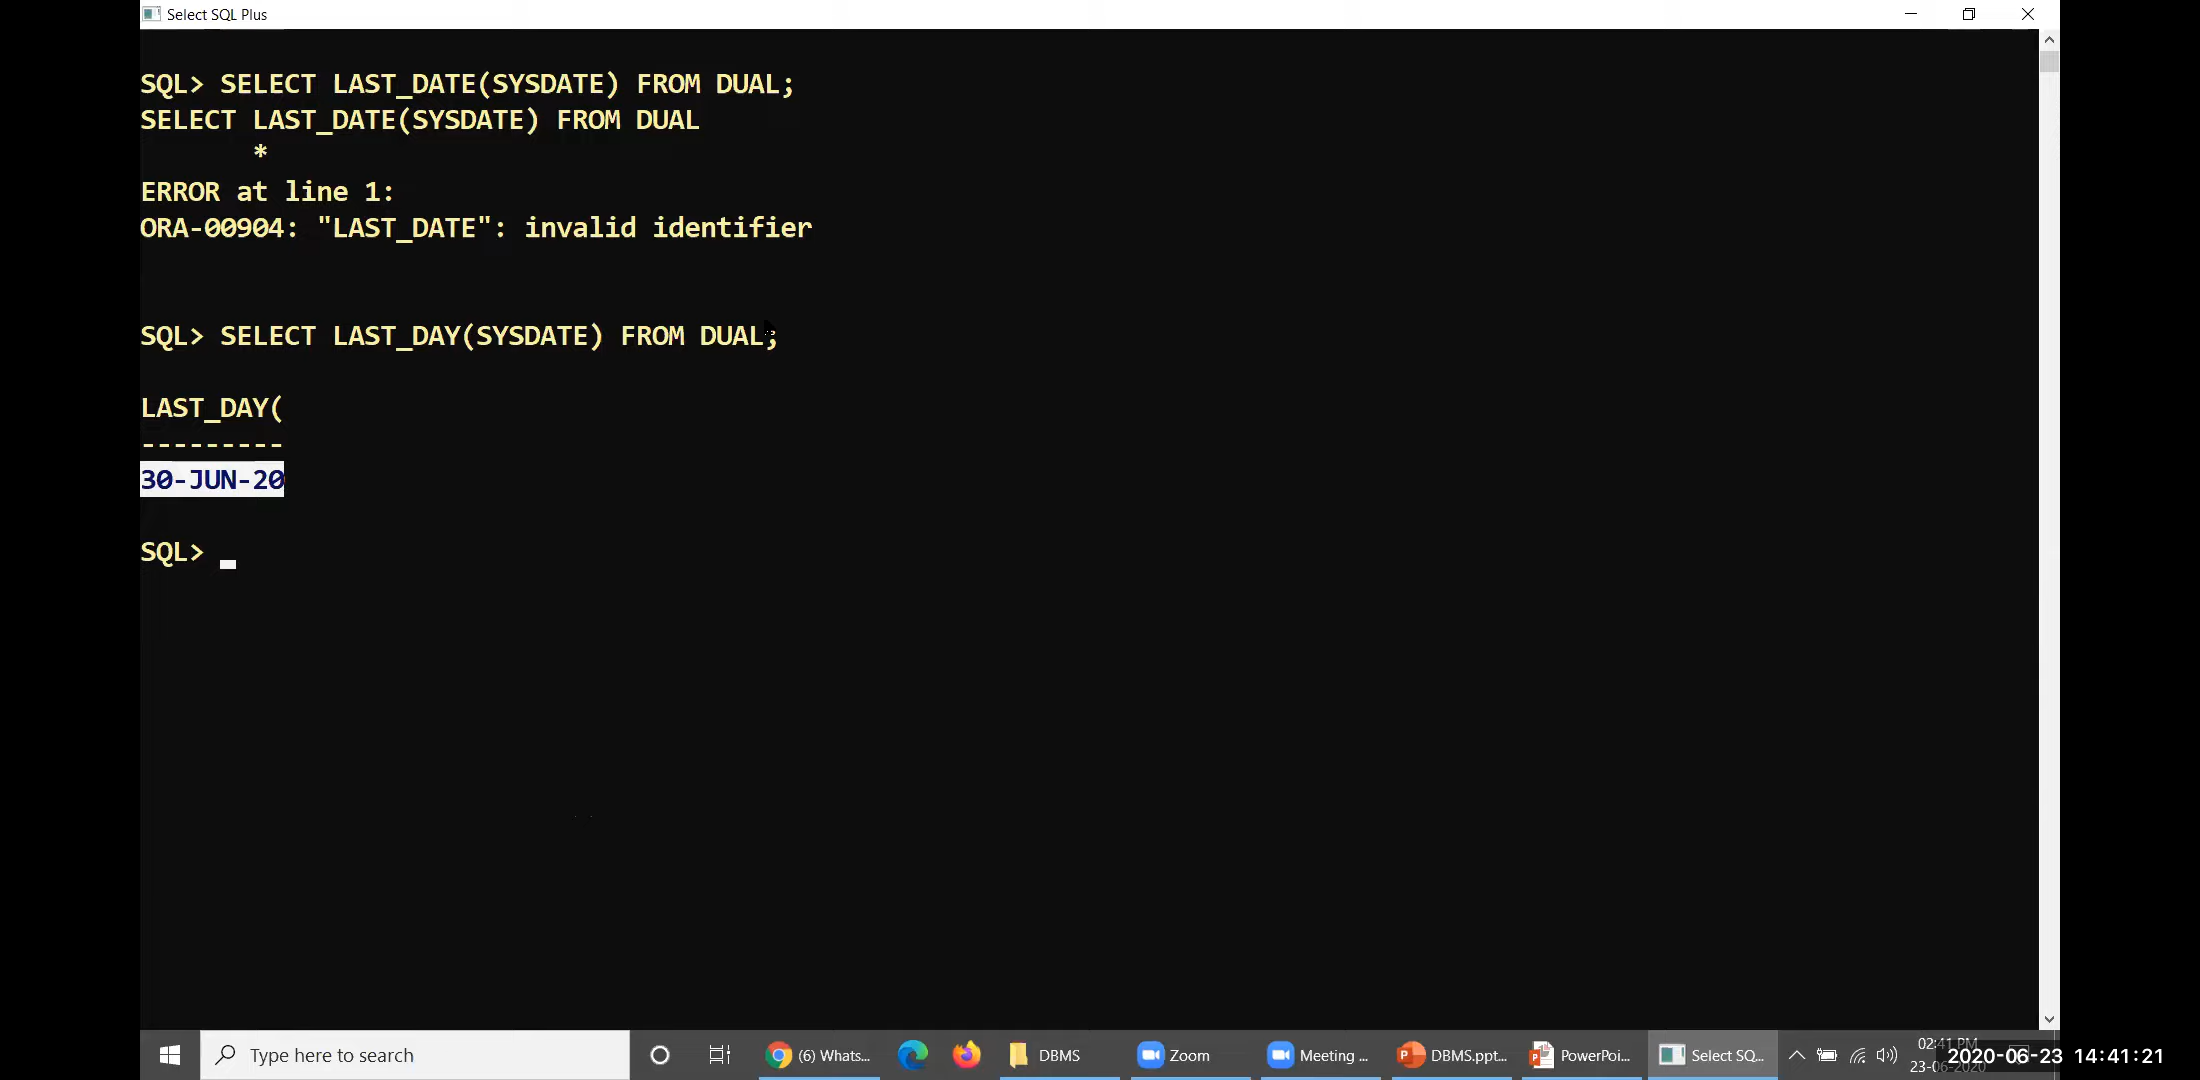 Select SQL Plus
SQL> SELECT LAST_DATE(SYSDATE) FROM DUAL;
SELECT LAST_DATE(SYSDATE) FROM DUAL
*
ERROR at line 1:
ORA-00904: "LAST_DATE": invalid identifier
SQL> SELECT LAST_DAY(SYSDATE) FROM DUAL;
LAST_DAY(
---------
30-JUN-20
SQL>
Type here to search
(6) Whats...
DBMS
Zoom
Meeting ...
DBMS.ppt...
PowerPoi...
Select SQ...
02:41 PM
23-06-2020
2020-06-23 14:41:21